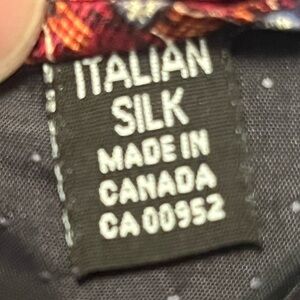 ITALIAN
SILK
MADE IN
CANADA
CA 00952